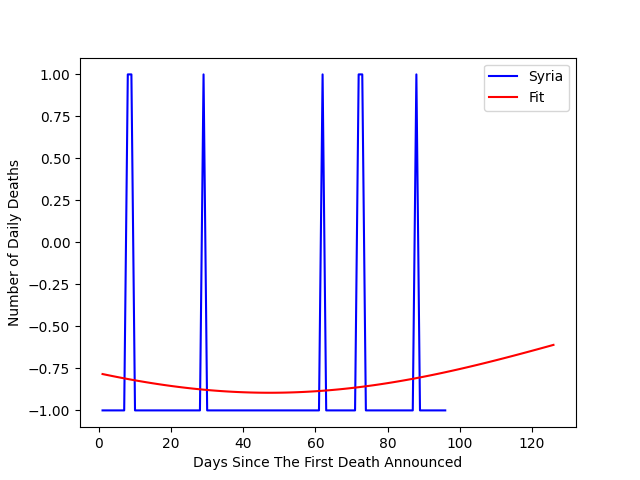 Syria
Fit
1.00
0.75
0.50
0.25
0.00
−0.25
−0.50
−0.75
−1.00
Number of Daily Deaths
0 20 40 60 80 100 120
Days Since The First Death Announced